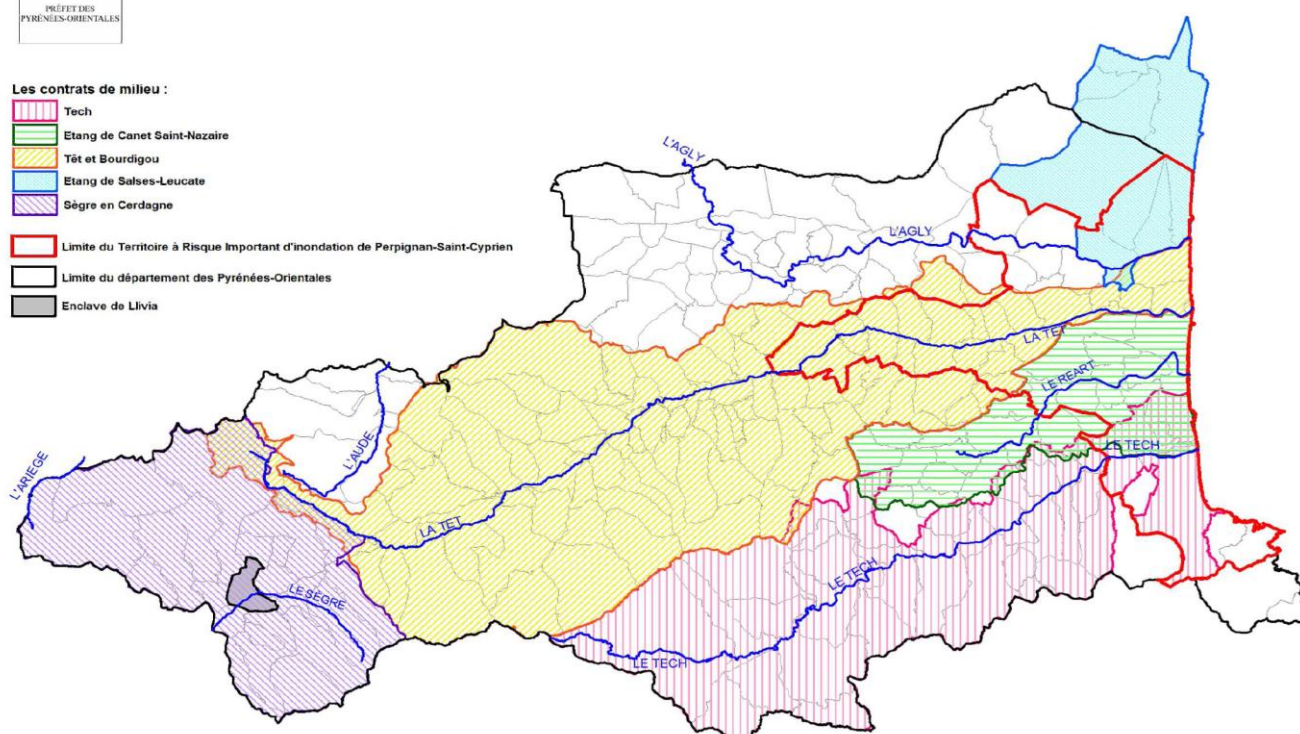 PRÉFET DES
PYRÉNÉES-ORIENTALES
Les contrats de milieu :
Tech
Etang de Canet Saint-Nazaire
Têt et Bourdigou
Etang de Salses-Leucate
Sègre en Cerdagne
Limite du Territoire à Risque Important d'inondation de Perpignan-Saint-Cyprien
Limite du département des Pyrénées-Orientales
Enclave de Llivia
L'AGLY
L'AGLY
LA TET
LE REART
LE TECH
L'AUDE
L'ARIEGE
LA TET
LE SÈGRE
LE TECH
LE TECH